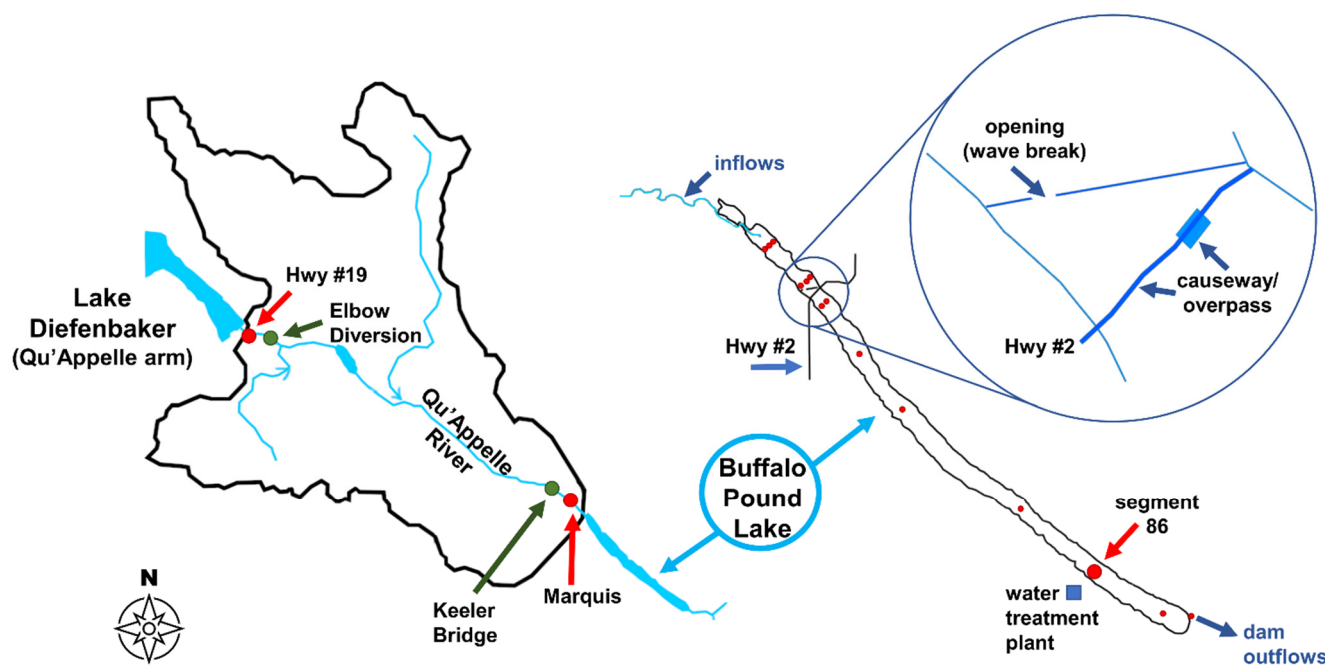 Lake
Diefenbaker
(Qu'Appelle arm)
Hwy #19
Elbow
Diversion
Qu'Appelle
River
Keeler
Bridge
Marquis
N
Buffalo
Pound
Lake
inflows
Hwy #2
opening
(wave break)
causeway/
overpass
Hwy #2
segment
86
water
treatment
plant
dam
outflows